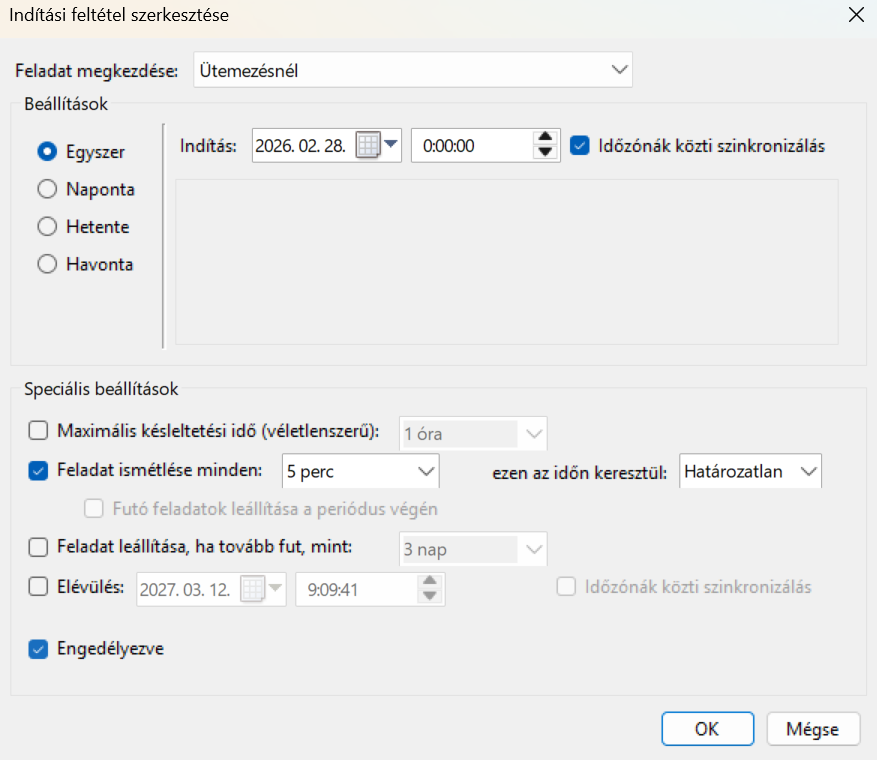 Indítási feltétel szerkesztése
Feladat megkezdése: Ütemezésnél
Beállítások
Egyszer
Naponta
Hetente
Havonta
Indítás: 2026. 02. 28. 0:00:00 Időzónák közti szinkronizálás
Speciális beállítások
Maximális késleltetési idő (véletlenszerű): 1 óra
Feladat ismétlése minden: 5 perc ezen az időn keresztül: Határozatlan
Futó feladatok leállítása a periódus végén
Feladat leállítása, ha tovább fut, mint: 3 nap
Elévülés: 2027. 03. 12. 9:09:41 Időzónák közti szinkronizálás
Engedélyezve
OK Mégse